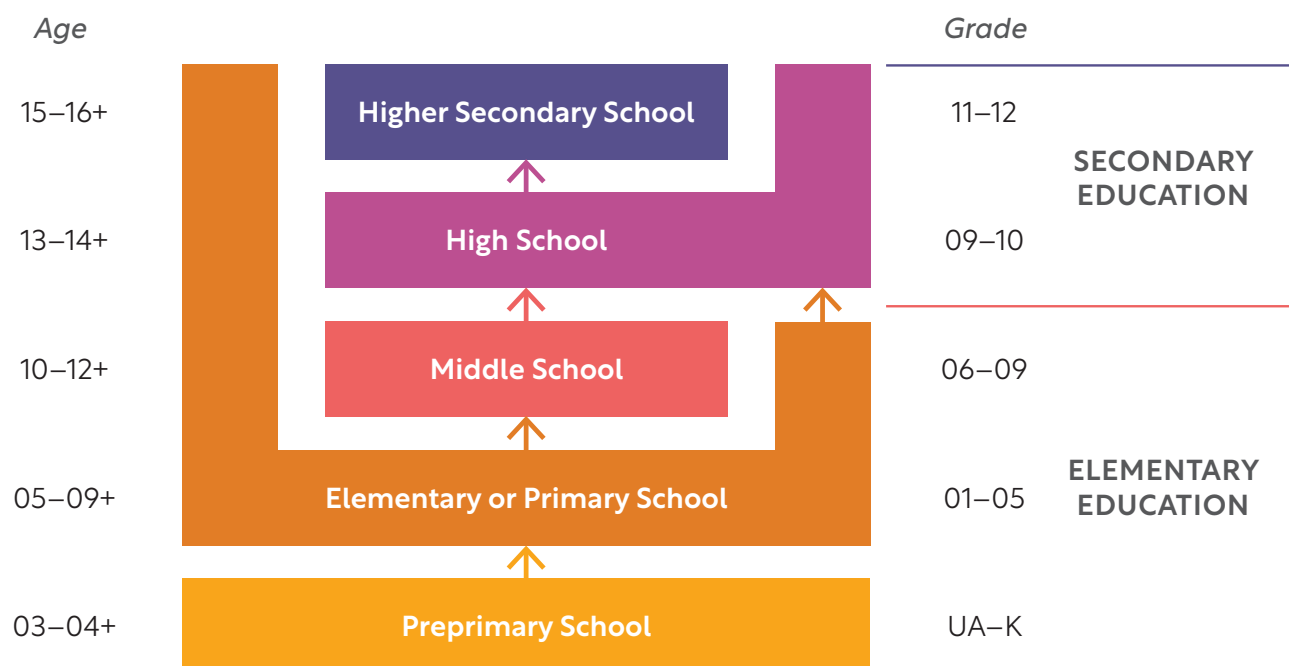 Age
Grade
15–16+
Higher Secondary School
11–12
SECONDARY
EDUCATION
13–14+
High School
09–10
10–12+
Middle School
06–09
ELEMENTARY
EDUCATION
05–09+
Elementary or Primary School
01–05
03–04+
Preprimary School
UA–K